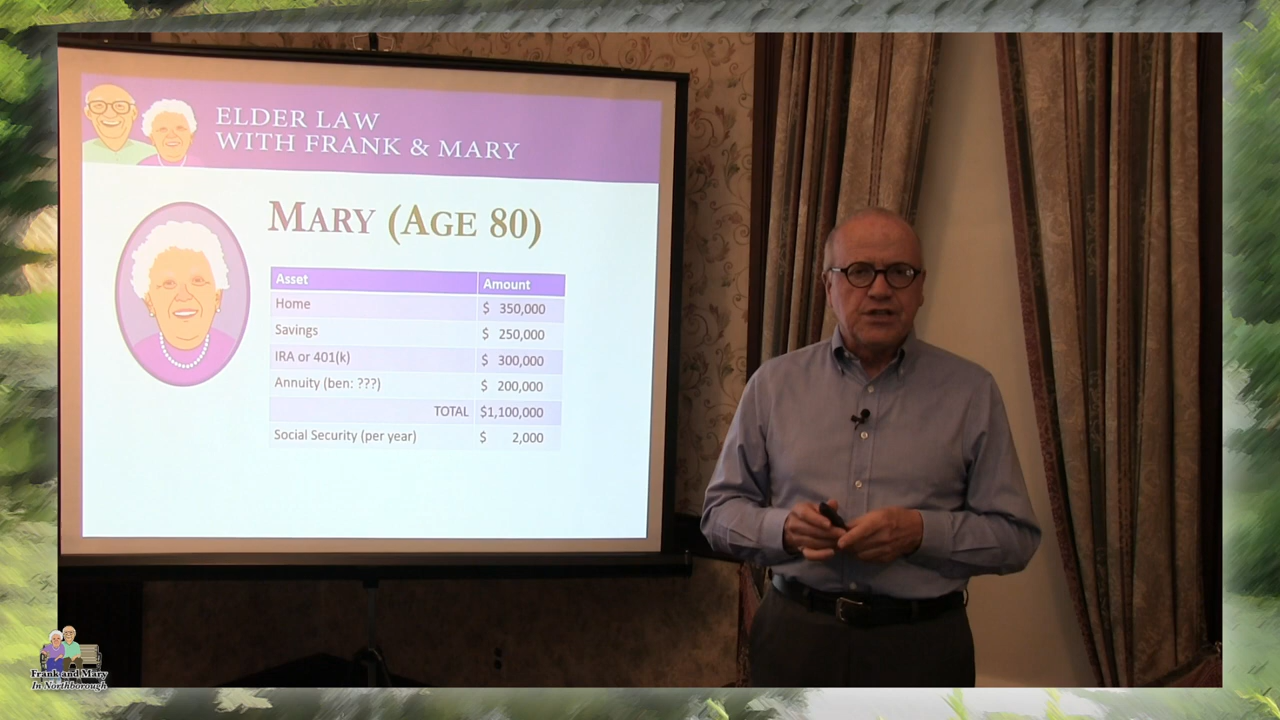 ELDER LAW
WITH FRANK & MARY
MARY (AGE 80)
Asset Amount
Home $ 350,000
Savings $ 250,000
IRA or 401(k) $ 300,000
Annuity (ben: ???) $ 200,000
TOTAL $1,100,000
Social Security (per year) $ 2,000
Frank and Mary
In Northborough